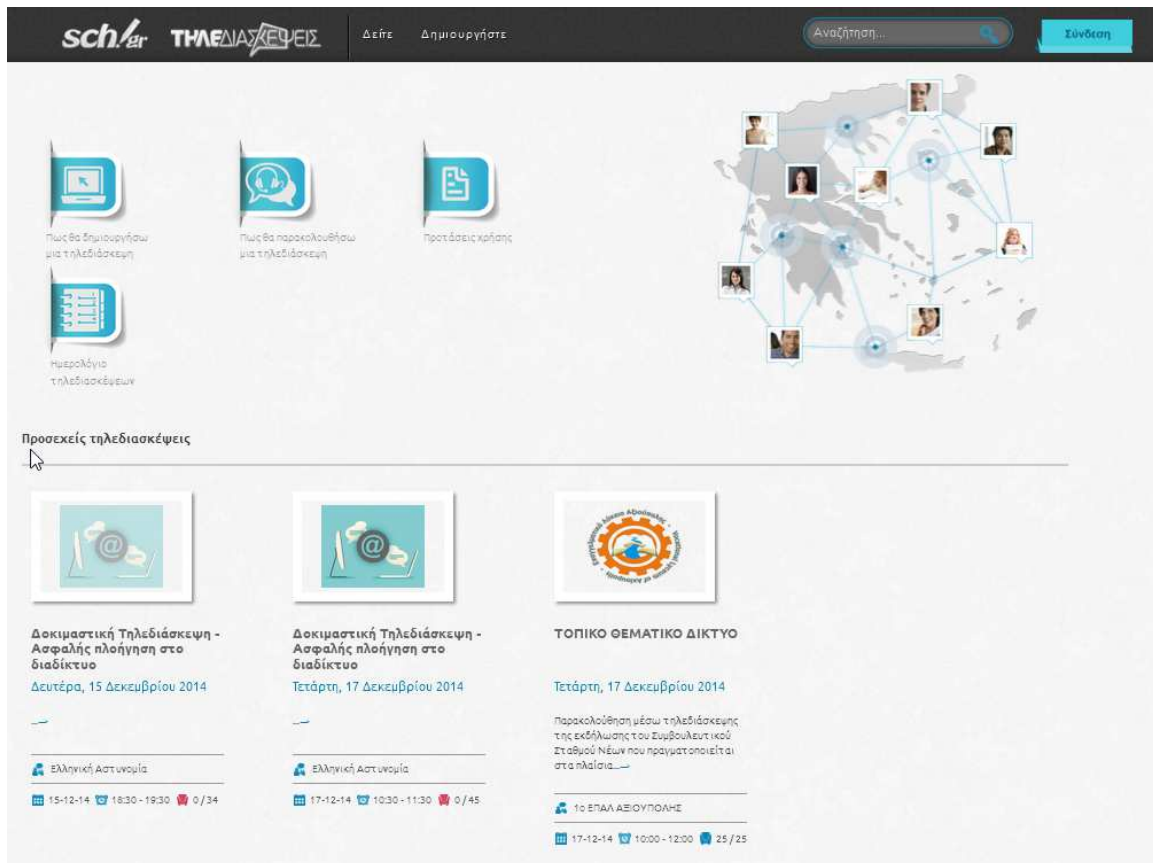 sch.gr ΤΗΛΕΔΙΑΣΚΕΨΕΙΣ Δείτε Δημιουργήστε Αναζήτηση... Σύνδεση
Πως θα δημιουργήσω
μια τηλεδιάσκεψη
Πως θα παρακολουθήσω
μια τηλεδιάσκεψη
Προτάσεις χρήσης
Ημερολόγιο
τηλεδιασκέψεων
Προσεχείς τηλεδιασκέψεις
Δοκιμαστική Τηλεδιάσκεψη -
Ασφαλής πλοήγηση στο
διαδίκτυο
Δευτέρα, 15 Δεκεμβρίου 2014
Ελληνική Αστυνομία
15-12-14 18:30 - 19:30 0 / 34
Δοκιμαστική Τηλεδιάσκεψη -
Ασφαλής πλοήγηση στο
διαδίκτυο
Τετάρτη, 17 Δεκεμβρίου 2014
Ελληνική Αστυνομία
17-12-14 10:30 - 11:30 0 / 45
ΤΟΠΙΚΟ ΘΕΜΑΤΙΚΟ ΔΙΚΤΥΟ
Τετάρτη, 17 Δεκεμβρίου 2014
Παρακολούθηση μέσω τηλεδιάσκεψης
της εκδήλωσης του Συμβουλευτικού
Σταθμού Νέων που πραγματοποιείται
στα πλαίσια...
1ο ΕΠΑΛ ΑΞΙΟΥΠΟΛΗΣ
17-12-14 10:00 - 12:00 25 / 25